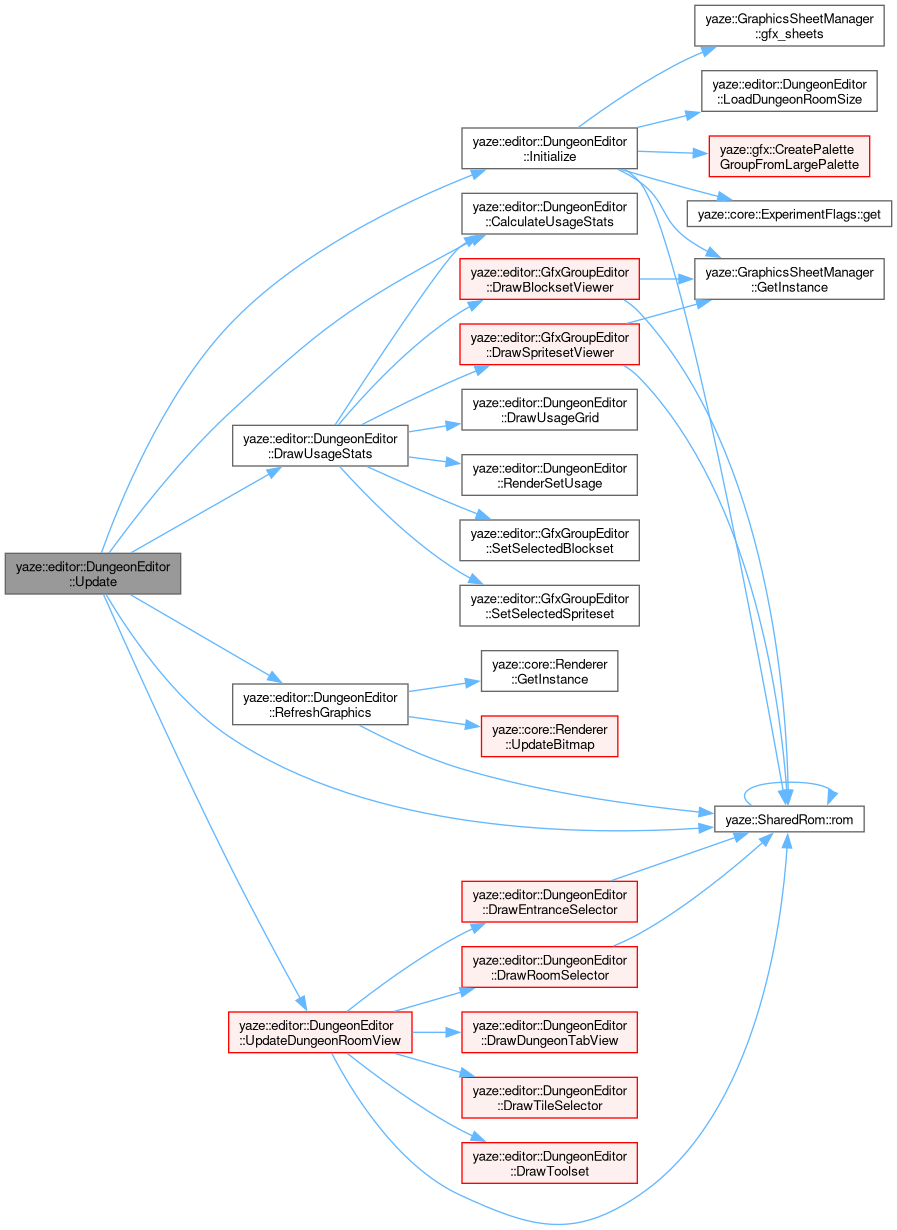 yaze::GraphicsSheetManager
::gfx_sheets
yaze::editor::DungeonEditor
::LoadDungeonRoomSize
yaze::editor::DungeonEditor
::Initialize
yaze::gfx::CreatePalette
GroupFromLargePalette
yaze::core::ExperimentFlags::get
yaze::editor::DungeonEditor
::CalculateUsageStats
yaze::GraphicsSheetManager
::GetInstance
yaze::editor::GfxGroupEditor
::DrawBlocksetViewer
yaze::editor::GfxGroupEditor
::DrawSpritesetViewer
yaze::editor::DungeonEditor
::DrawUsageGrid
yaze::editor::DungeonEditor
::DrawUsageStats
yaze::editor::DungeonEditor
::RenderSetUsage
yaze::editor::GfxGroupEditor
::SetSelectedBlockset
yaze::editor::DungeonEditor
::Update
yaze::editor::GfxGroupEditor
::SetSelectedSpriteset
yaze::core::Renderer
::GetInstance
yaze::editor::DungeonEditor
::RefreshGraphics
yaze::core::Renderer
::UpdateBitmap
yaze::SharedRom::rom
yaze::editor::DungeonEditor
::DrawEntranceSelector
yaze::editor::DungeonEditor
::DrawRoomSelector
yaze::editor::DungeonEditor
::UpdateDungeonRoomView
yaze::editor::DungeonEditor
::DrawDungeonTabView
yaze::editor::DungeonEditor
::DrawTileSelector
yaze::editor::DungeonEditor
::DrawToolset